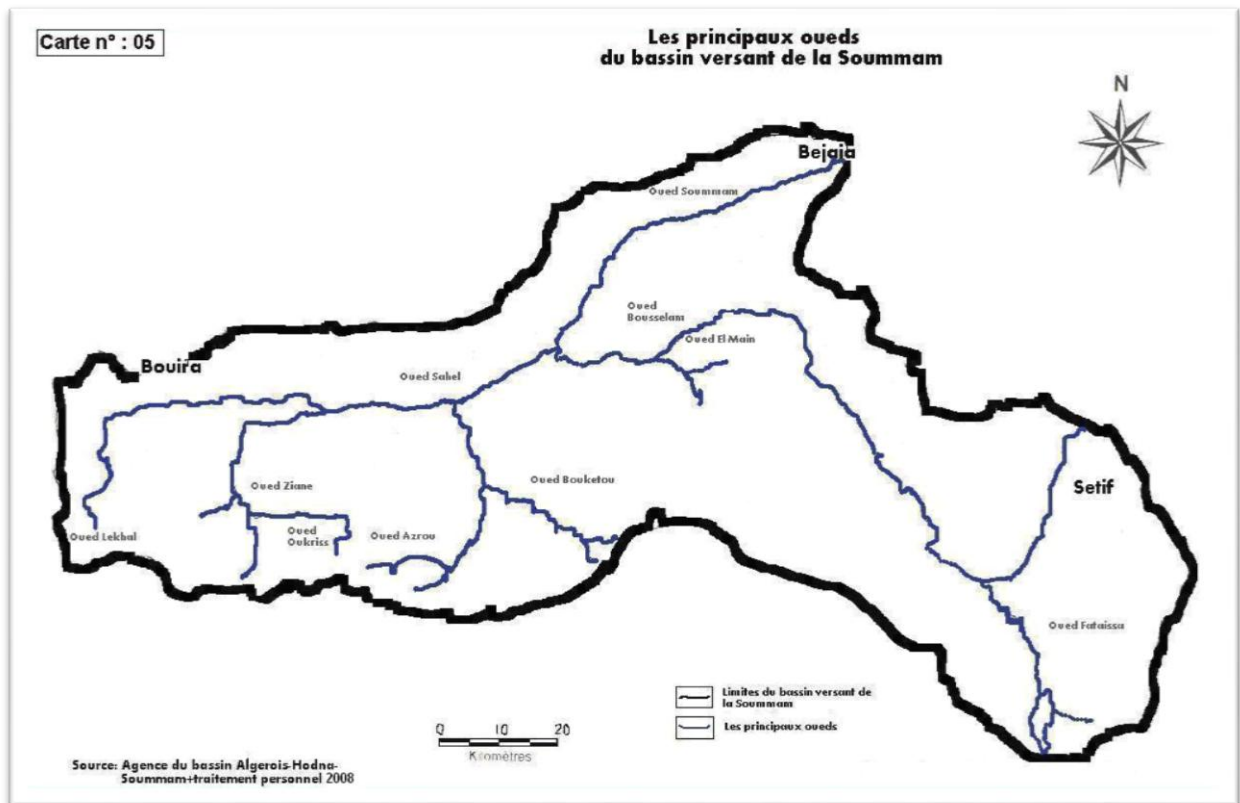 Carte n° : 05
Les principaux oueds
du bassin versant de la Soummam
N
Bejaia
Oued Soummam
Oued
Bousselam
Oued El Main
Bouira
Oued Sahel
Oued Ziane
Oued Bouketou
Setif
Oued Lekhal
Oued
Oukriss
Oued Azrou
Oued Fataissa
Limites du bassin versant de
la Soummam
Les principaux oueds
0 10 20
Kilomètres
Source: Agence du bassin Algerois-Hodna-
Soummam+traitement personnel 2008